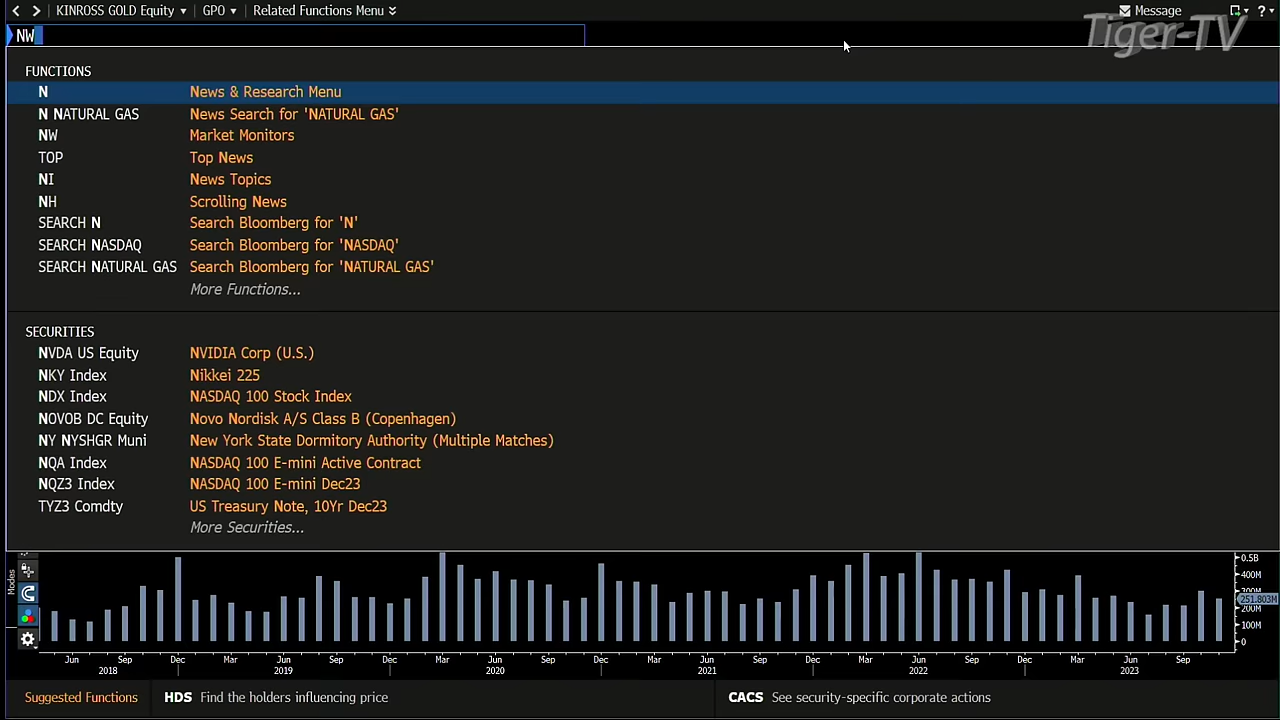 KINROSS GOLD Equity GPO Related Functions Menu Message ?
Tiger-TV
NW
FUNCTIONS
N News & Research Menu
N NATURAL GAS News Search for 'NATURAL GAS'
NW Market Monitors
TOP Top News
NI News Topics
NH Scrolling News
SEARCH N Search Bloomberg for 'N'
SEARCH NASDAQ Search Bloomberg for 'NASDAQ'
SEARCH NATURAL GAS Search Bloomberg for 'NATURAL GAS'
More Functions...
SECURITIES
NVDA US Equity NVIDIA Corp (U.S.)
NKY Index Nikkei 225
NDX Index NASDAQ 100 Stock Index
NOVOB DC Equity Novo Nordisk A/S Class B (Copenhagen)
NY NYSHGR Muni New York State Dormitory Authority (Multiple Matches)
NQA Index NASDAQ 100 E-mini Active Contract
NQZ3 Index NASDAQ 100 E-mini Dec23
TYZ3 Comdty US Treasury Note, 10Yr Dec23
More Securities...
Modes
0.5B
400M
251.803M
200M
100M
0
Jun Sep Dec Mar Jun Sep Dec Mar Jun Sep Dec Mar Jun Sep Dec Mar Jun Sep Dec Mar Jun Sep
2018 2019 2020 2021 2022 2023
Suggested Functions HDS Find the holders influencing price CACS See security-specific corporate actions